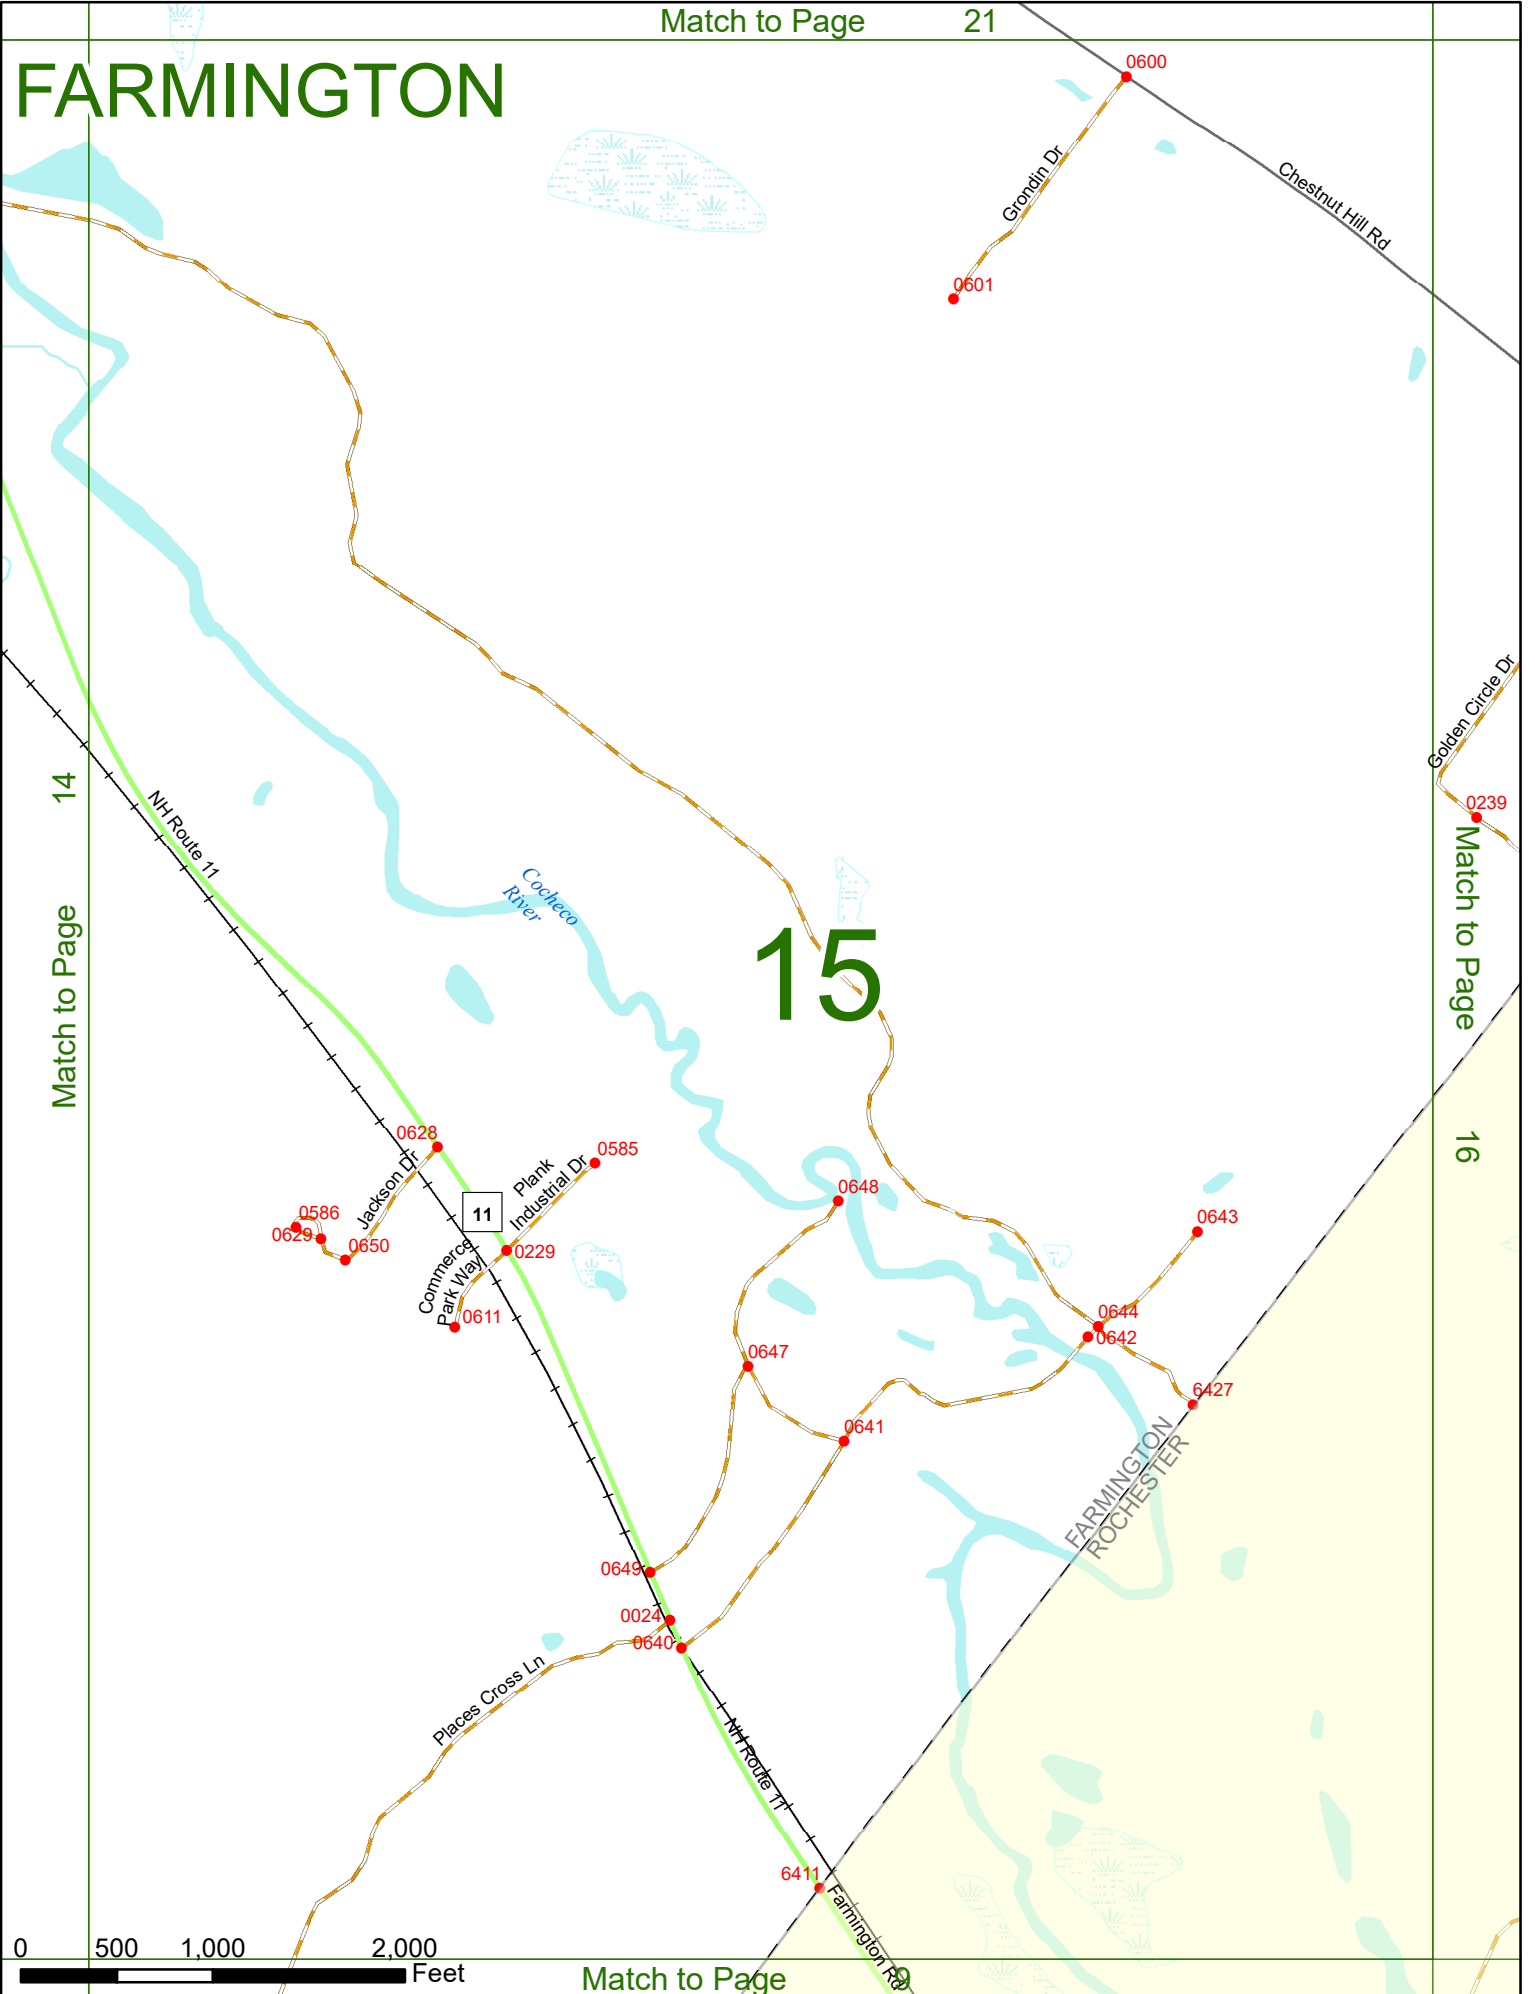 Match to Page 21
FARMINGTON
0600
Grondin Dr
Chestnut Hill Rd
0601
Golden Circle Dr
0239
14
Match to Page
NH Route 11
Cocheco
River
15
Match to Page
16
0628
Jackson Dr
0586
0629
0650
11
Plank
Industrial Dr
0585
0229
Commerce
Park Way
0611
0648
0643
0644
0642
0647
6427
0641
FARMINGTON
ROCHESTER
0649
0024
0640
Places Cross Ln
NH Route 11
6411
Farmington Rd
0 500 1,000 2,000
Feet
Match to Page 9